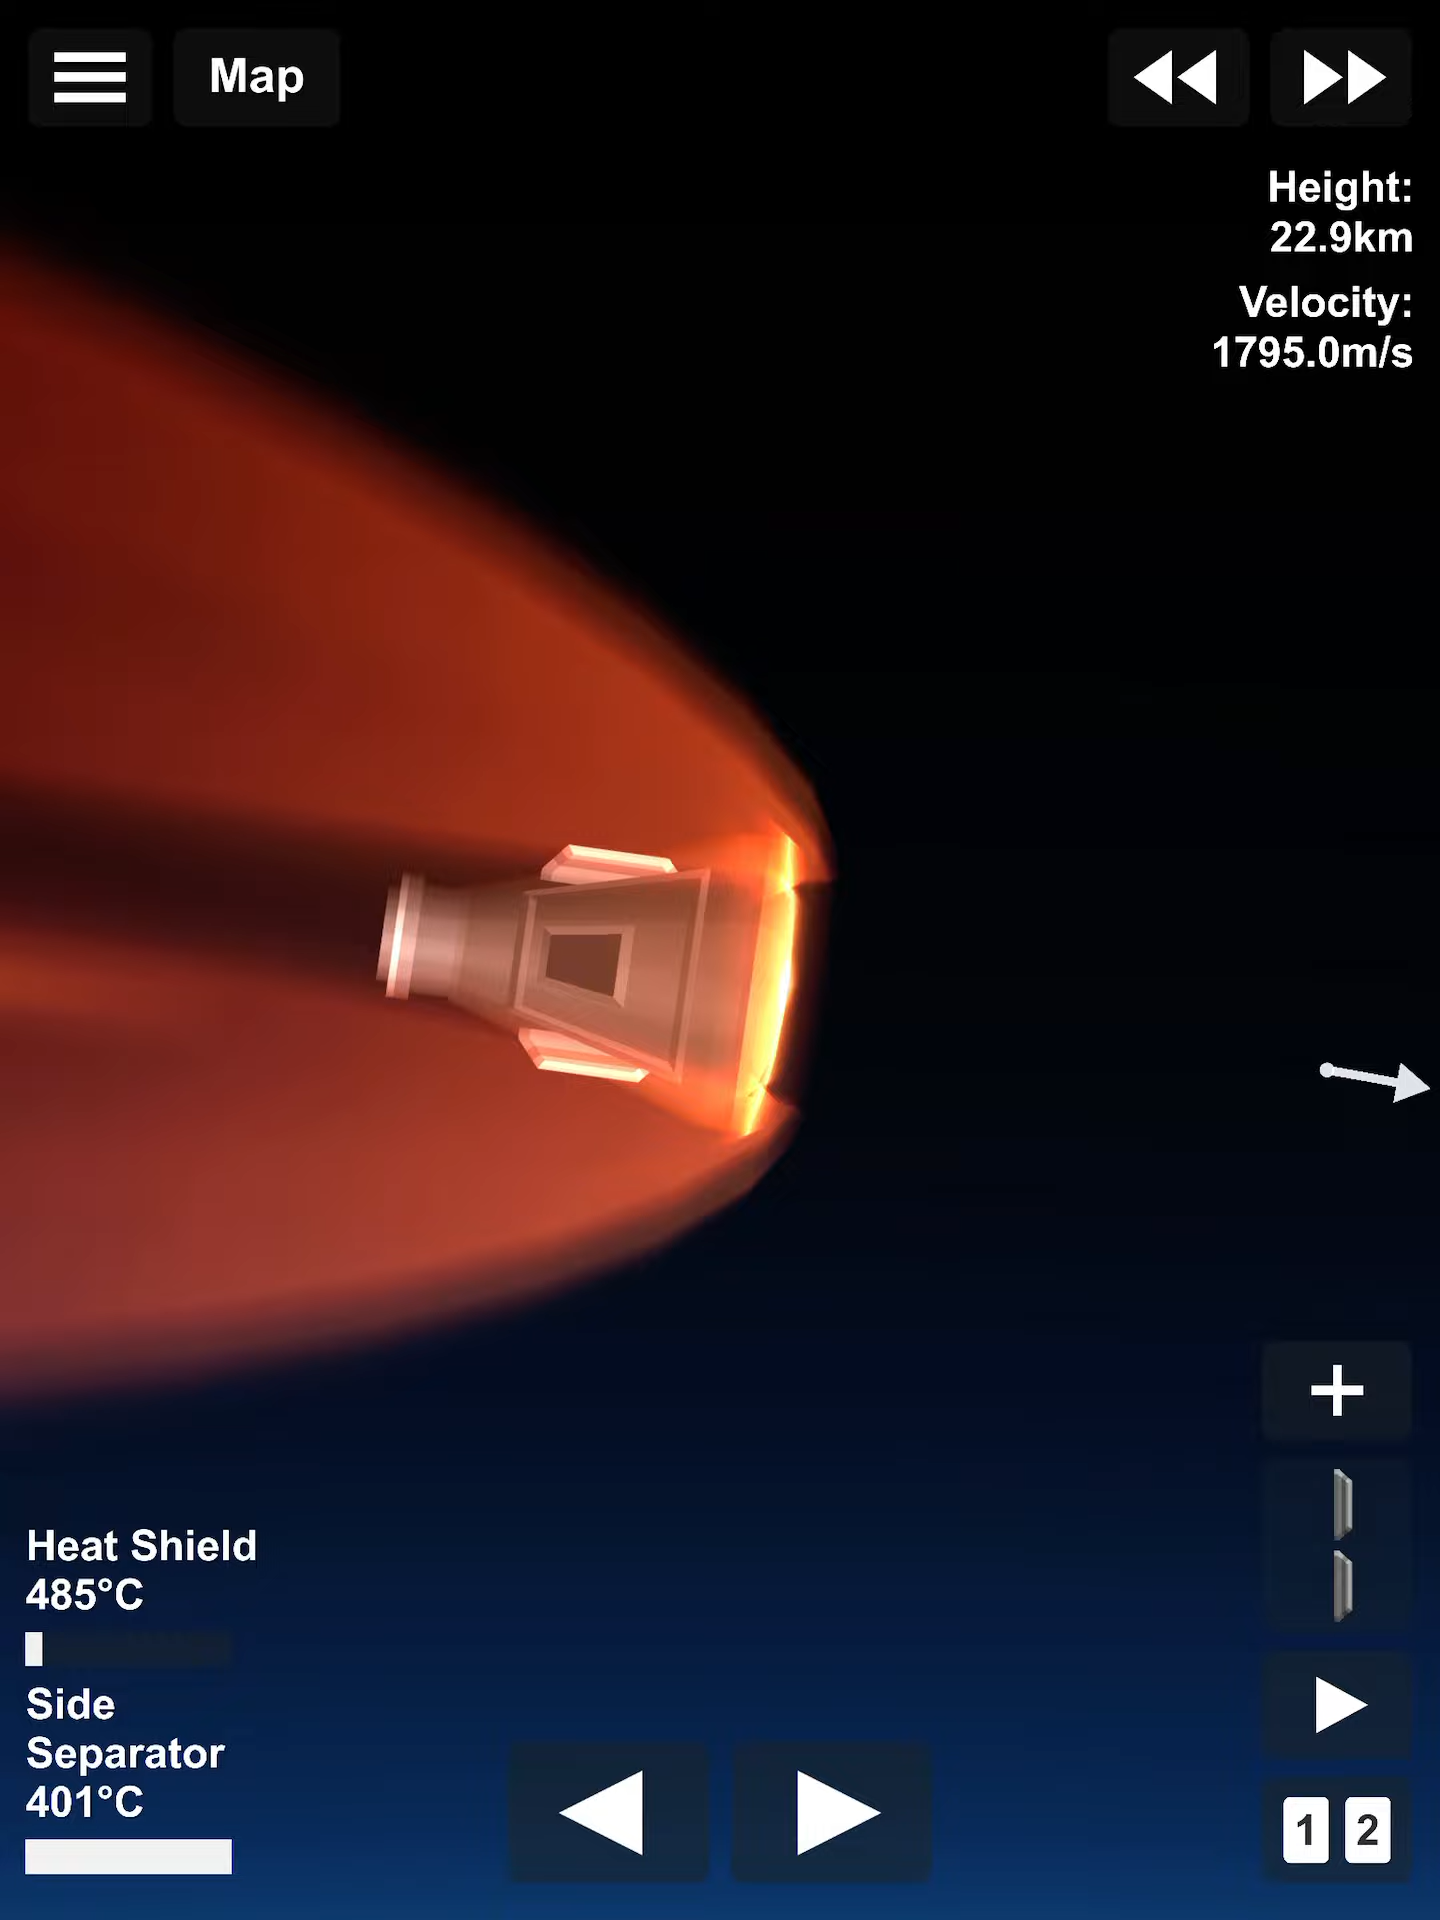 Map
Height:
22.9km
Velocity:
1795.0m/s
Heat Shield
485°C
Side
Separator
401°C
1 2